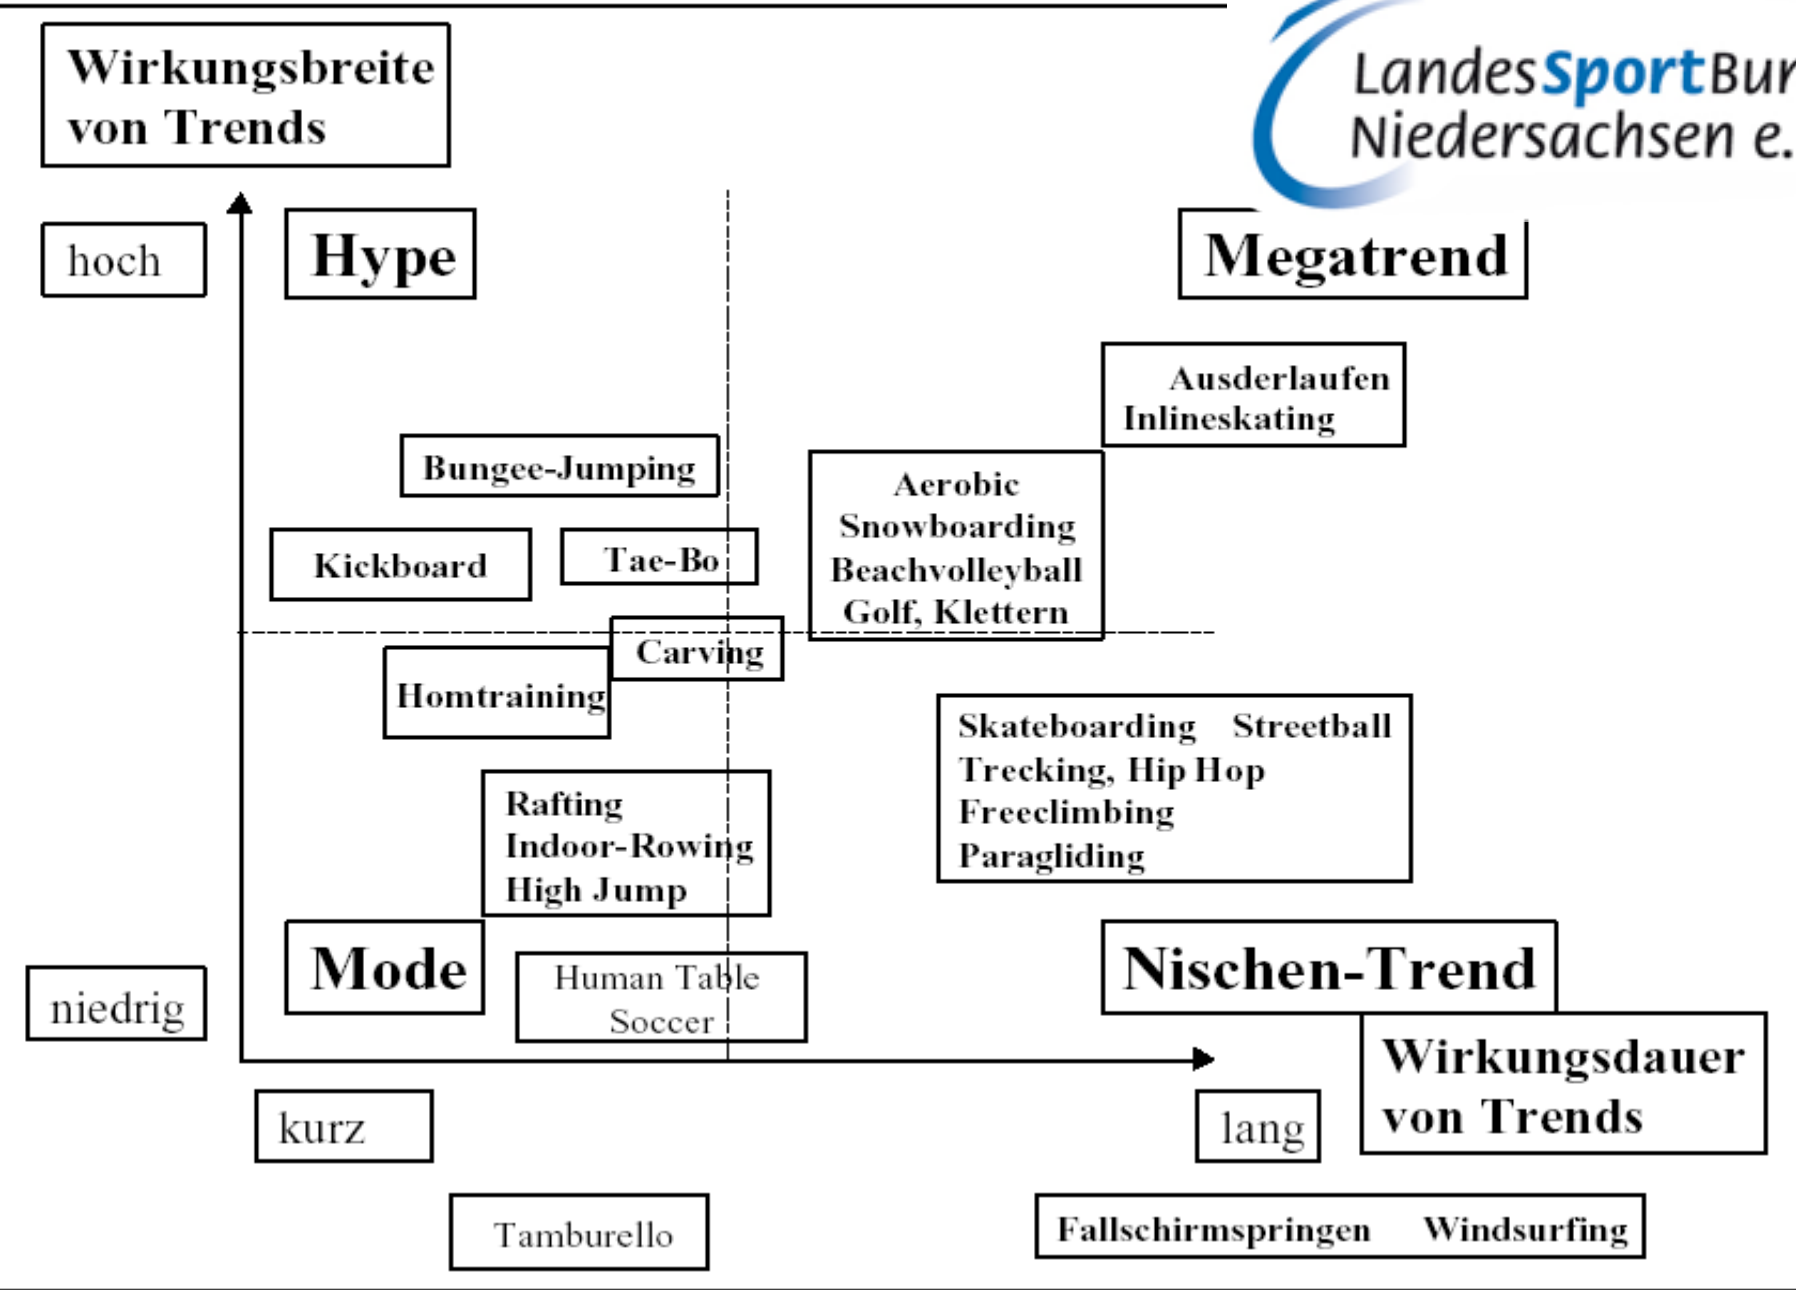 Wirkungsbreite
von Trends
LandesSportBur
Niedersachsen e.
hoch
Hype
Megatrend
Ausderlaufen
Inlineskating
Bungee-Jumping
Aerobic
Snowboarding
Beachvolleyball
Golf, Klettern
Kickboard
Tae-Bo
Carving
Homtraining
Skateboarding Streetball
Trecking, Hip Hop
Freeclimbing
Paragliding
Rafting
Indoor-Rowing
High Jump
Mode
Human Table
Soccer
Nischen-Trend
niedrig
Wirkungsdauer
von Trends
kurz
lang
Tamburello
Fallschirmspringen Windsurfing